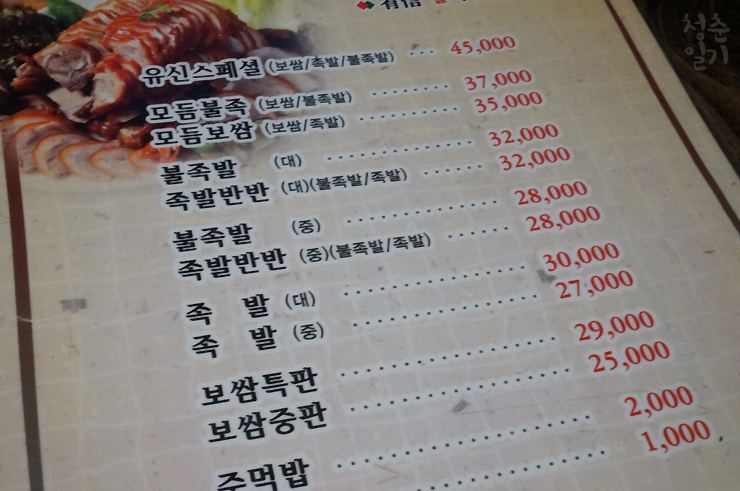 有信
청춘
일기
유신스페셜 (보쌈/족발/불족발) ... 45,000
모듬불족 (보쌈/불족발) ........ 37,000
모듬보쌈 (보쌈/족발) ........ 35,000
불족발 (대) ............... 32,000
족발반반 (대)(불족발/족발) ...... 32,000
불족발 (중) ............... 28,000
족발반반 (중)(불족발/족발) ...... 28,000
족 발 (대) ................. 30,000
족 발 (중) ................. 27,000
보쌈특판 .................... 29,000
보쌈중판 .................... 25,000
주먹밥 ....................... 2,000
....................... 1,000